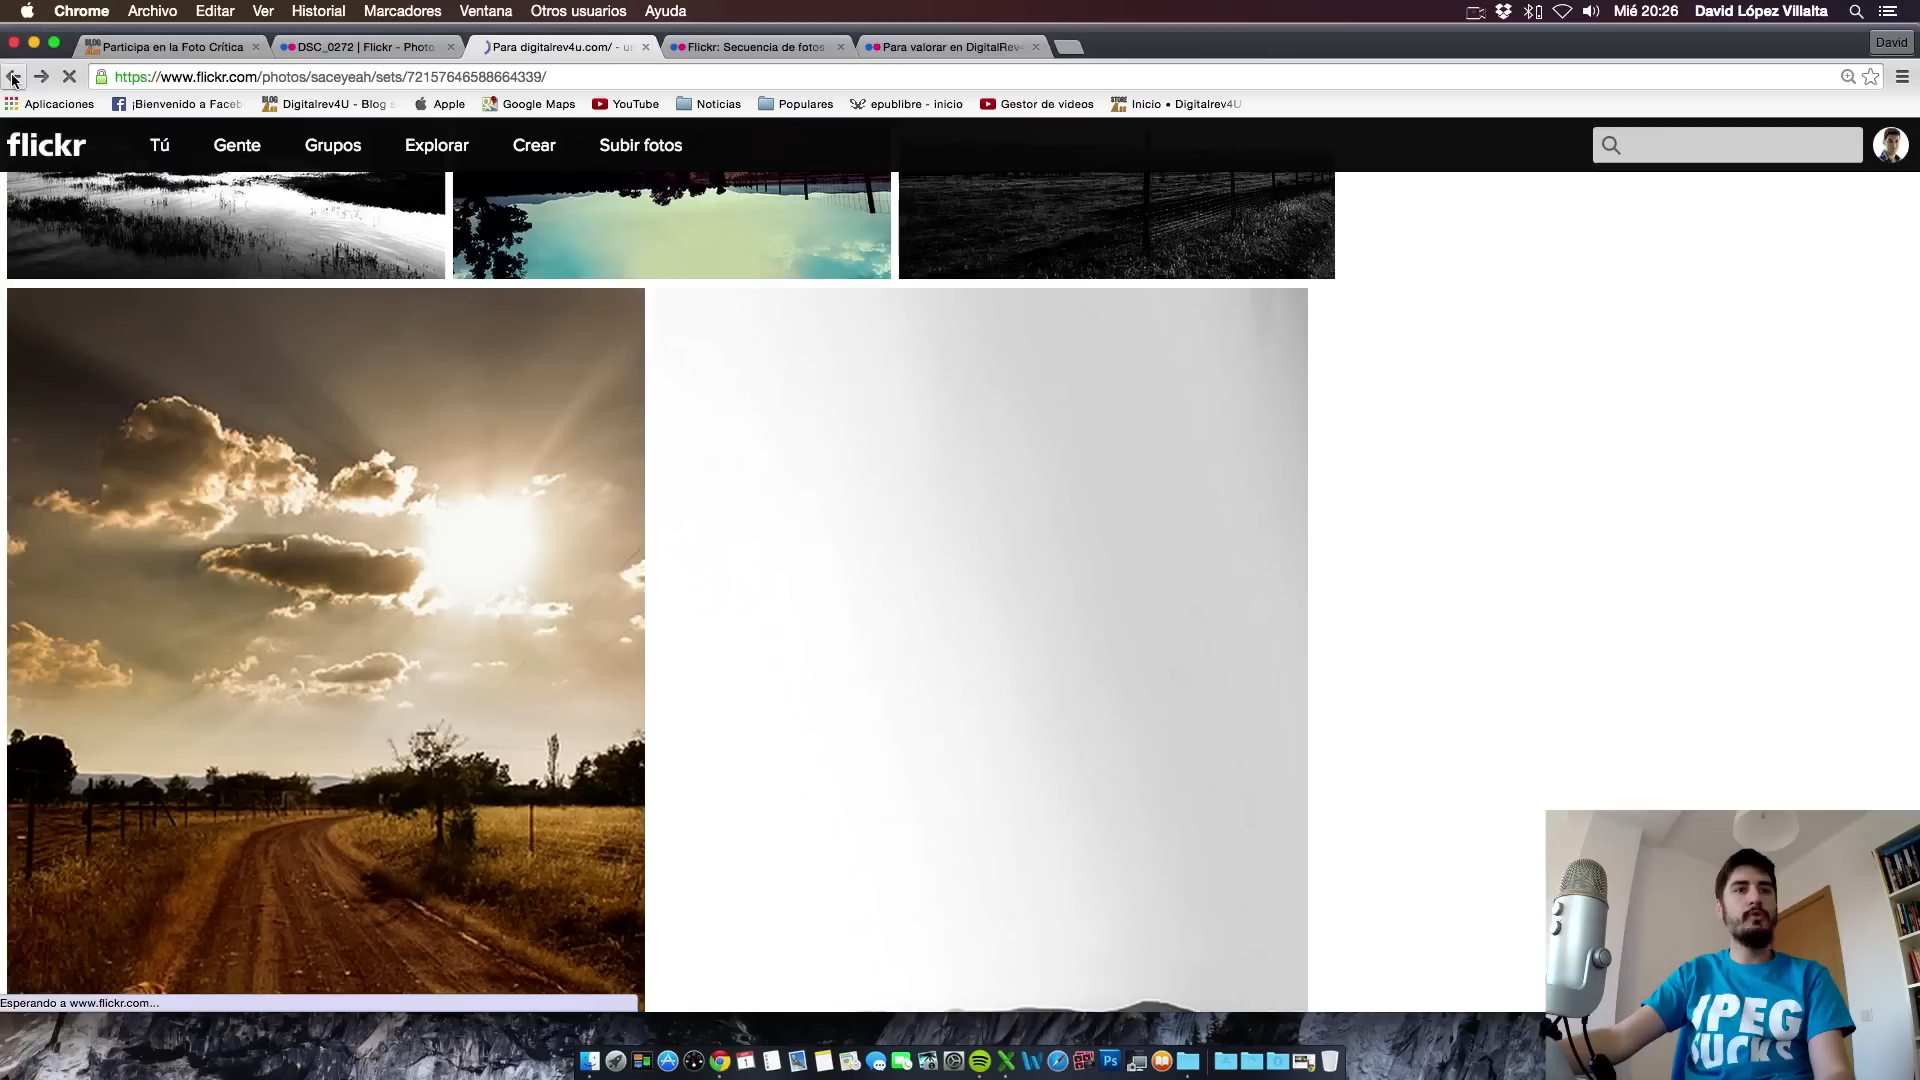 Chrome Archivo Editar Ver Historial Marcadores Ventana Otros usuarios Ayuda Mié 20:26 David López Villalta
Participa en la Foto Crítica DSC_0272 | Flickr - Photo Para digitalrev4u.com/ - u Flickr: Secuencia de fotos Para valorar en DigitalRev David
https://www.flickr.com/photos/saceyeah/sets/72157646588664339/
Aplicaciones ¡Bienvenido a Faceb Digitalrev4U - Blog s Apple Google Maps YouTube Noticias Populares epublibre - inicio Gestor de videos Inicio • Digitalrev4U
flickr Tú Gente Grupos Explorar Crear Subir fotos
Esperando a www.flickr.com...
JPEG
SUCKS